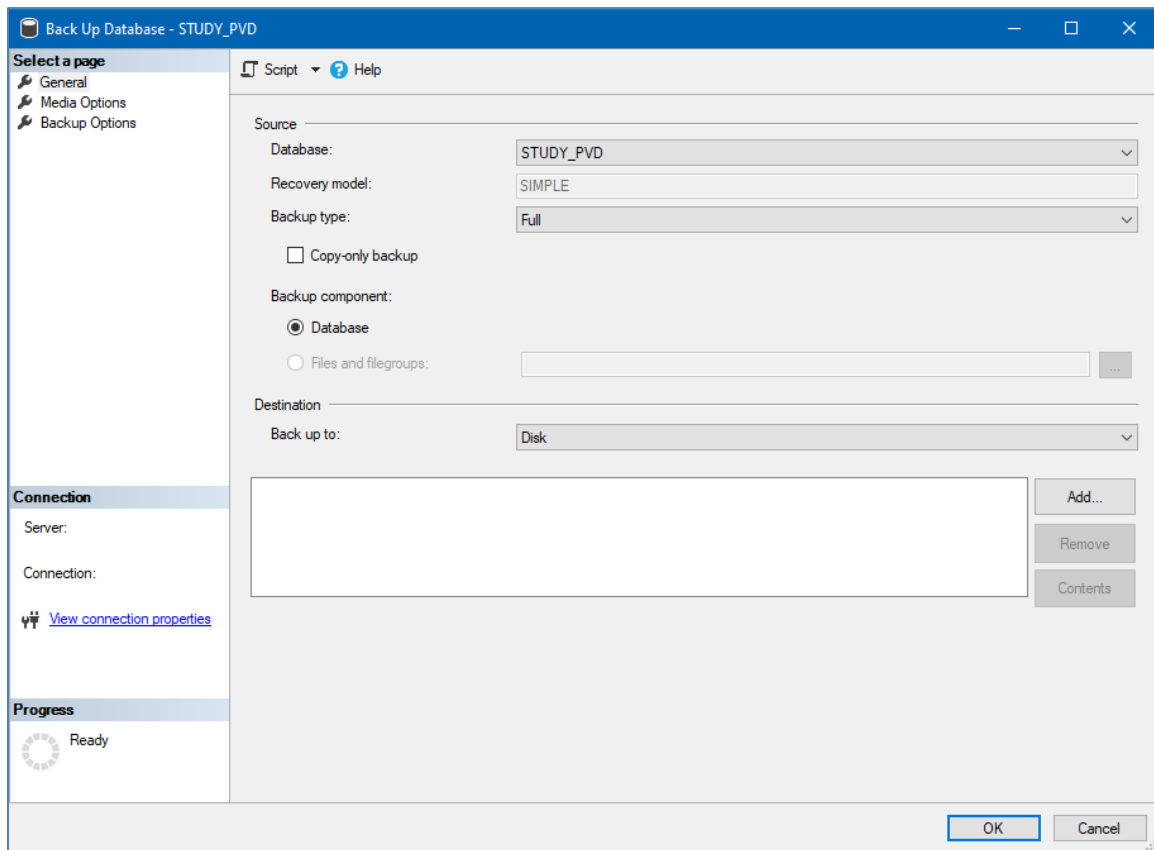 Back Up Database - STUDY_PVD
Select a page
General
Media Options
Backup Options
Script Help
Source
Database: STUDY_PVD
Recovery model: SIMPLE
Backup type: Full
Copy-only backup
Backup component:
Database
Files and filegroups: ...
Destination
Back up to: Disk
Add...
Remove
Contents
Connection
Server:
Connection:
View connection properties
Progress
Ready
OK Cancel